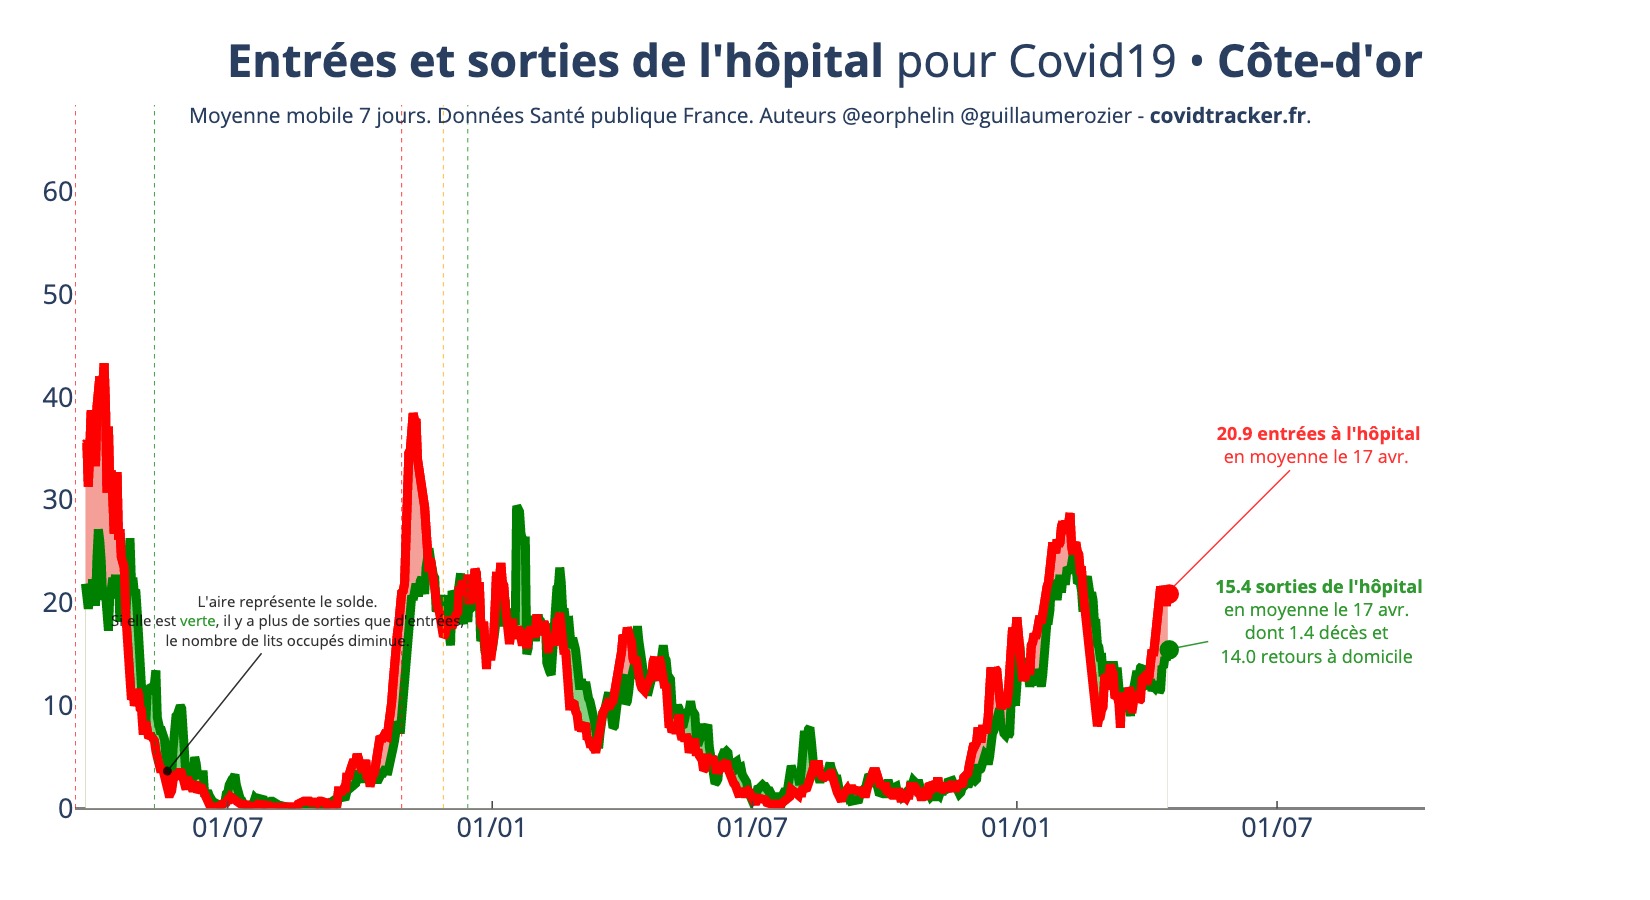 Entrées et sorties de l'hôpital pour Covid19 • Côte-d'or
Moyenne mobile 7 jours. Données Santé publique France. Auteurs @eorphelin @guillaumerozier - covidtracker.fr.
60
50
40
30
20
10
0
L'aire représente le solde.
Si elle est verte, il y a plus de sorties que d'entrées,
le nombre de lits occupés diminue.
20.9 entrées à l'hôpital
en moyenne le 17 avr.
15.4 sorties de l'hôpital
en moyenne le 17 avr.
dont 1.4 décès et
14.0 retours à domicile
01/07
01/01
01/07
01/01
01/07